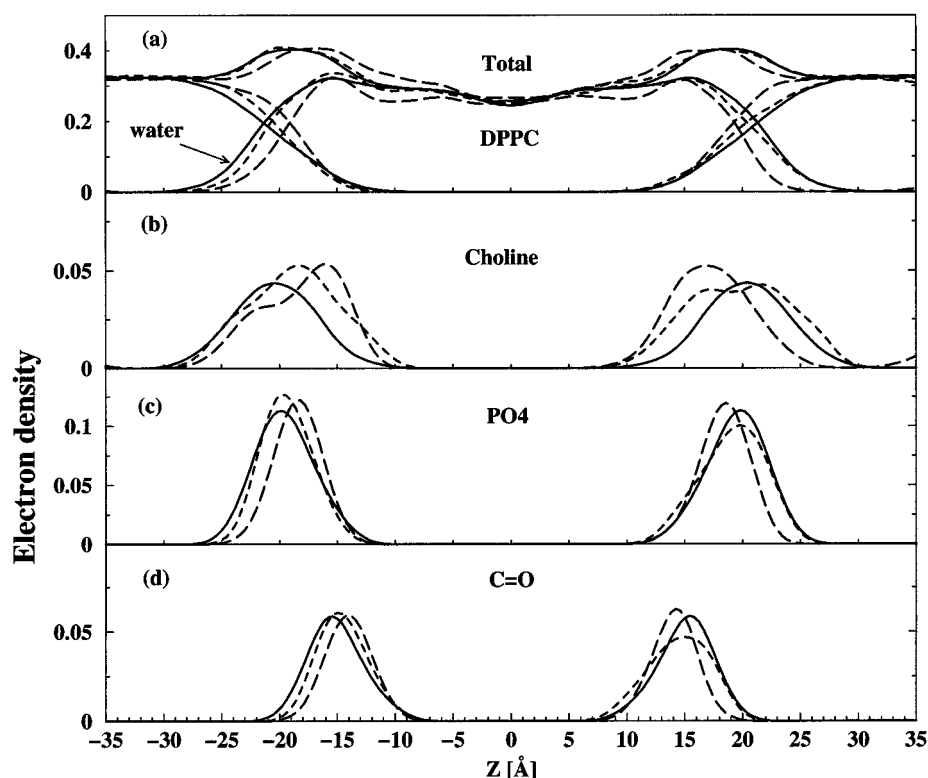 (a)
Total
0.4
0.2
water
DPPC
0
(b)
Choline
0.05
0
(c)
PO4
0.1
0.05
0
(d)
C=O
0.05
0
Electron density
−35 −30 −25 −20 −15 −10 −5 0 5 10 15 20 25 30 35
Z [Å]